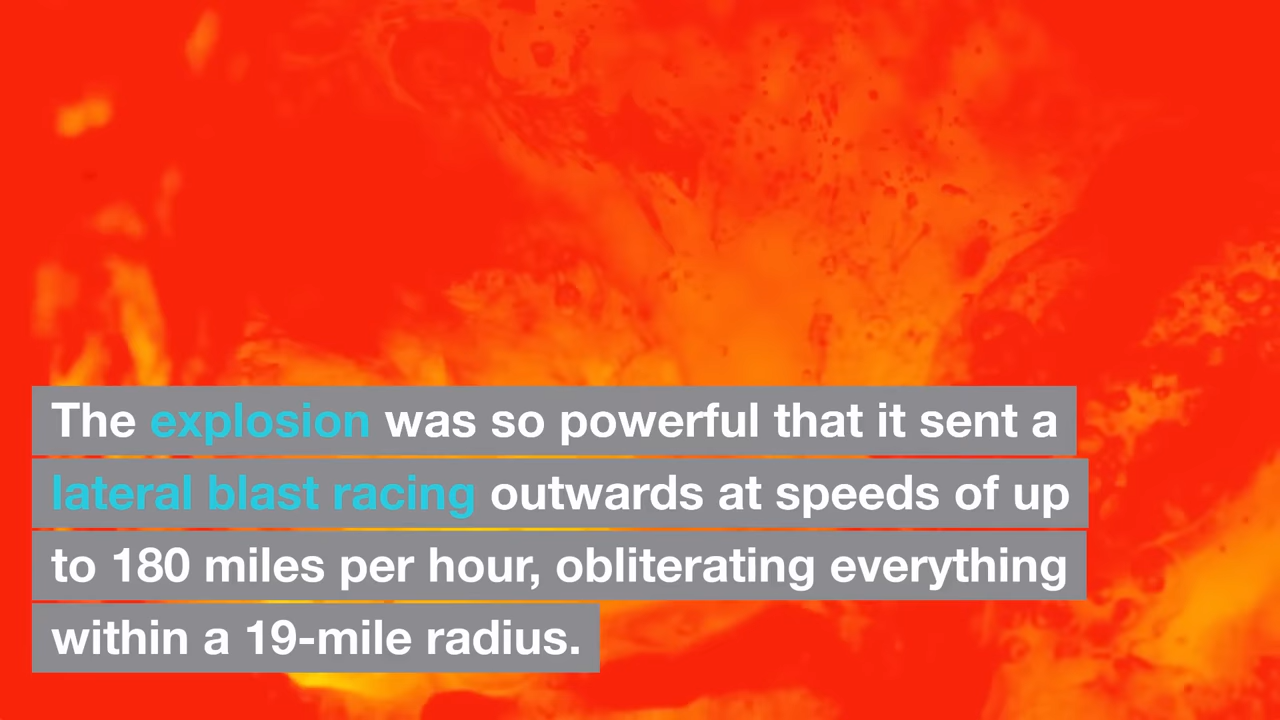 The explosion was so powerful that it sent a
lateral blast racing outwards at speeds of up
to 180 miles per hour, obliterating everything
within a 19-mile radius.